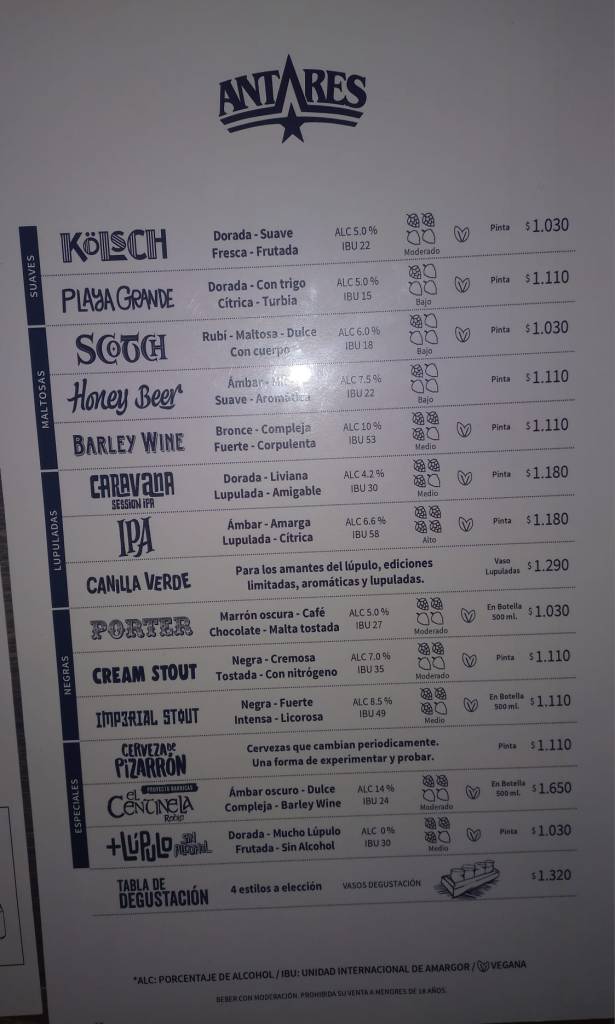 ANTARES
SUAVES
KÖLSCH
Dorada - Suave
Fresca - Frutada
ALC 5.0 %
IBU 22
Moderado
Pinta
$1.030
PLAYA GRANDE
Dorada - Con trigo
Cítrica - Turbia
ALC 5.0 %
IBU 15
Bajo
Pinta
$1.110
MALTOSAS
SCOTCH
Rubí - Maltosa - Dulce
Con cuerpo
ALC 6.0 %
IBU 18
Bajo
Pinta
$1.030
Honey Beer
Ámbar -
Suave - Aromática
ALC 7.5 %
IBU 22
Bajo
Pinta
$1.110
BARLEY WINE
Bronce - Compleja
Fuerte - Corpulenta
ALC 10 %
IBU 53
Medio
Pinta
$1.110
LUPULADAS
CARAVANA
SESSION IPA
Dorada - Liviana
Lupulada - Amigable
ALC 4.2 %
IBU 30
Medio
Pinta
$1.180
IPA
Ámbar - Amarga
Lupulada - Cítrica
ALC 6.6 %
IBU 58
Alto
Pinta
$1.180
CANILLA VERDE
Para los amantes del lúpulo, ediciones
limitadas, aromáticas y lupuladas.
Vaso
Lupuladas
$1.290
NEGRAS
PORTER
Marrón oscura - Café
Chocolate - Malta tostada
ALC 5.0 %
IBU 27
Moderado
En Botella
500 ml.
$1.030
CREAM STOUT
Negra - Cremosa
Tostada - Con nitrógeno
ALC 7.0 %
IBU 35
Moderado
Pinta
$1.110
IMP3RIAL STOUT
Negra - Fuerte
Intensa - Licorosa
ALC 8.5 %
IBU 49
Medio
En Botella
500 ml.
$1.110
ESPECIALES
CERVEZA DE
PIZARRÓN
Cervezas que cambian periodicamente.
Una forma de experimentar y probar.
Pinta
$1.110
PROYECTO BARRICAS
EL
CENTINELA
Roble
Ámbar oscuro - Dulce
Compleja - Barley Wine
ALC 14 %
IBU 24
Moderado
En Botella
500 ml.
$1.650
+LÚPULO SIN ALCOHOL
Dorada - Mucho Lúpulo
Frutada - Sin Alcohol
ALC 0 %
IBU 30
Medio
Pinta
$1.030
TABLA DE
DEGUSTACIÓN
4 estilos a elección
VASOS DEGUSTACIÓN
$1.320
*ALC: PORCENTAJE DE ALCOHOL / IBU: UNIDAD INTERNACIONAL DE AMARGOR / VEGANA
BEBER CON MODERACIÓN. PROHIBIDA SU VENTA A MENORES DE 18 AÑOS.